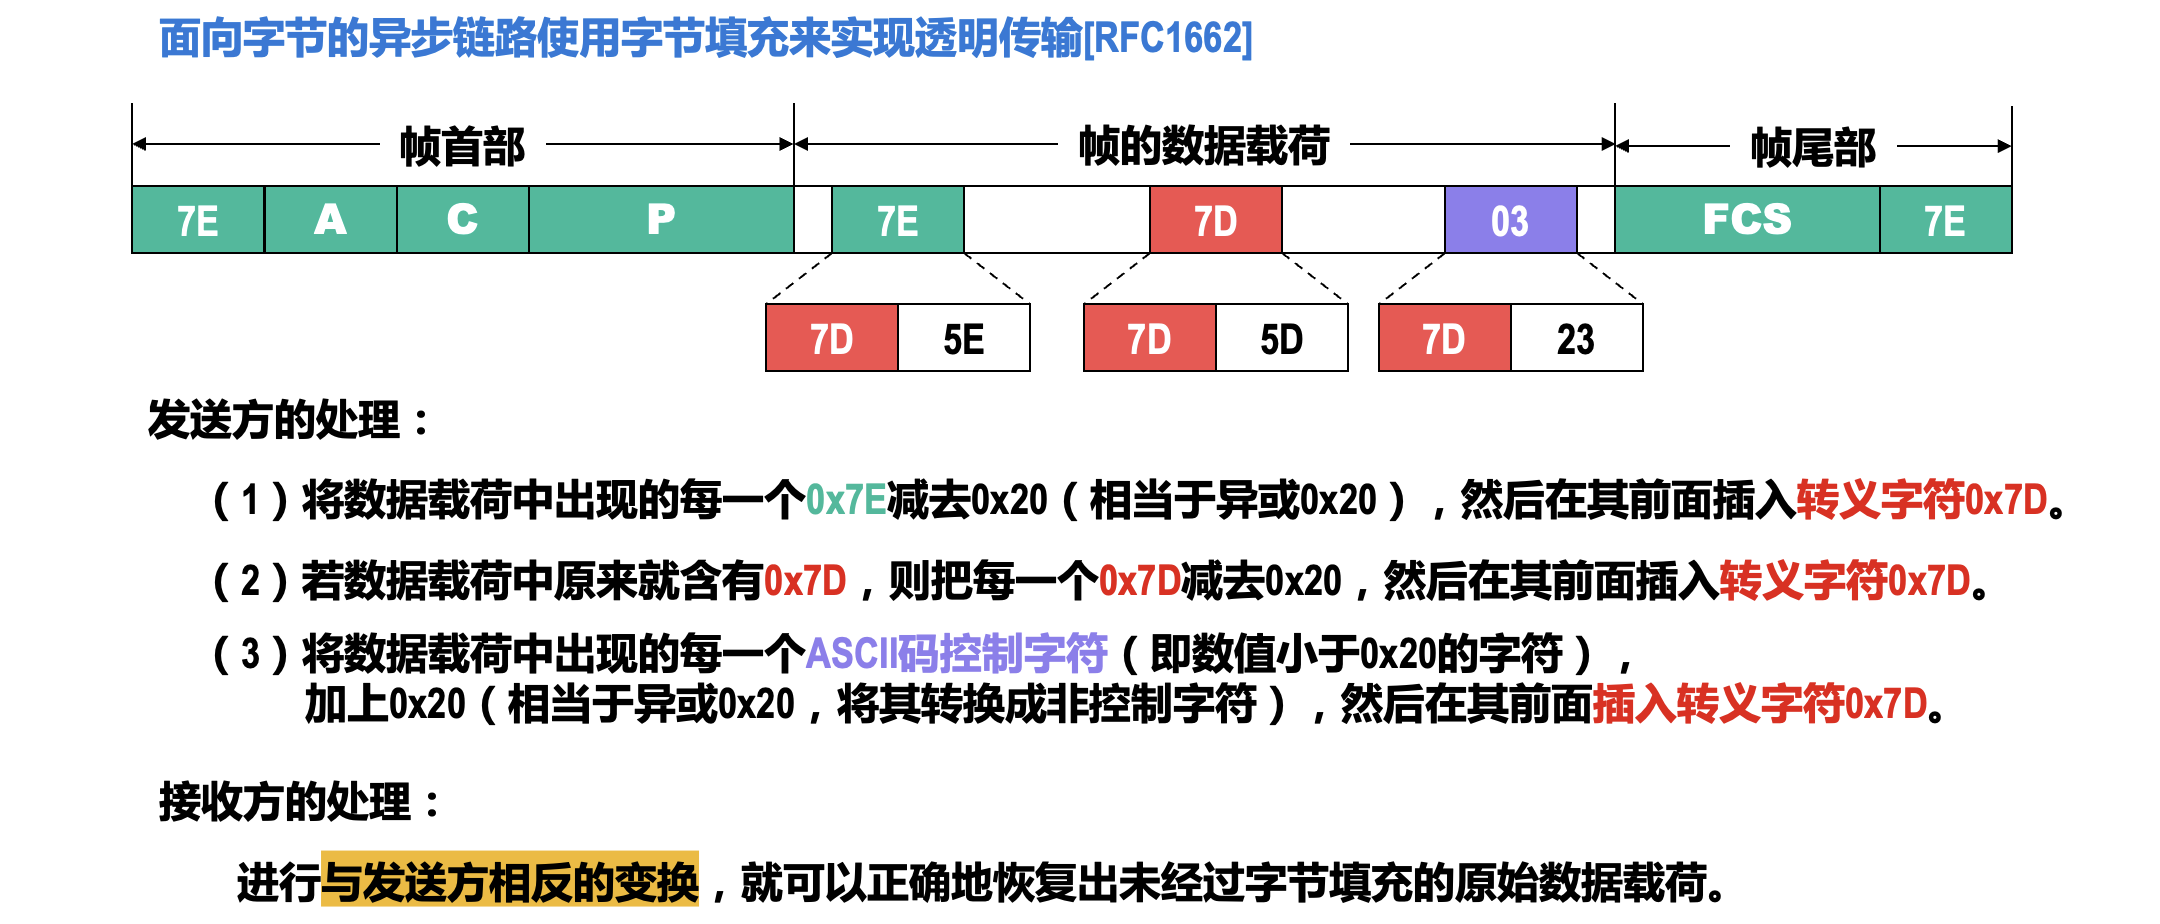 面向字节的异步链路使用字节填充来实现透明传输[RFC1662]
帧首部 帧的数据载荷 帧尾部
7E A C P 7E 7D 03 FCS 7E
7D 5E 7D 5D 7D 23
发送方的处理：
（1）将数据载荷中出现的每一个0x7E减去0x20（相当于异或0x20），然后在其前面插入转义字符0x7D。
（2）若数据载荷中原来就含有0x7D，则把每一个0x7D减去0x20，然后在其前面插入转义字符0x7D。
（3）将数据载荷中出现的每一个ASCII码控制字符（即数值小于0x20的字符），
加上0x20（相当于异或0x20，将其转换成非控制字符），然后在其前面插入转义字符0x7D。
接收方的处理：
进行与发送方相反的变换，就可以正确地恢复出未经过字节填充的原始数据载荷。